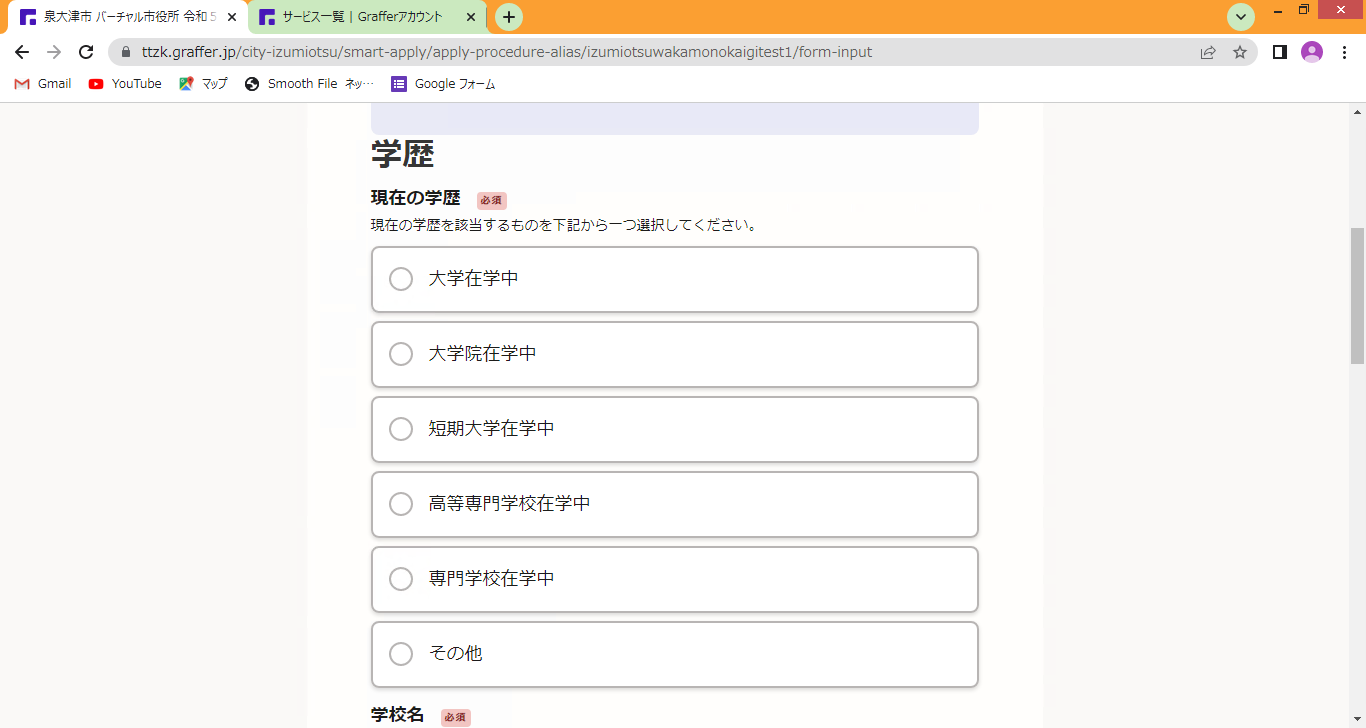 泉大津市 バーチャル市役所 令和５
サービス一覧 | Grafferアカウント
ttzk.graffer.jp/city-izumiotsu/smart-apply/apply-procedure-alias/izumiotsuwakamonokaigitest1/form-input
Gmail YouTube マップ Smooth File ネッ… Google フォーム
学歴
現在の学歴 必須
現在の学歴を該当するものを下記から一つ選択してください。
大学在学中
大学院在学中
短期大学在学中
高等専門学校在学中
専門学校在学中
その他
学校名 必須